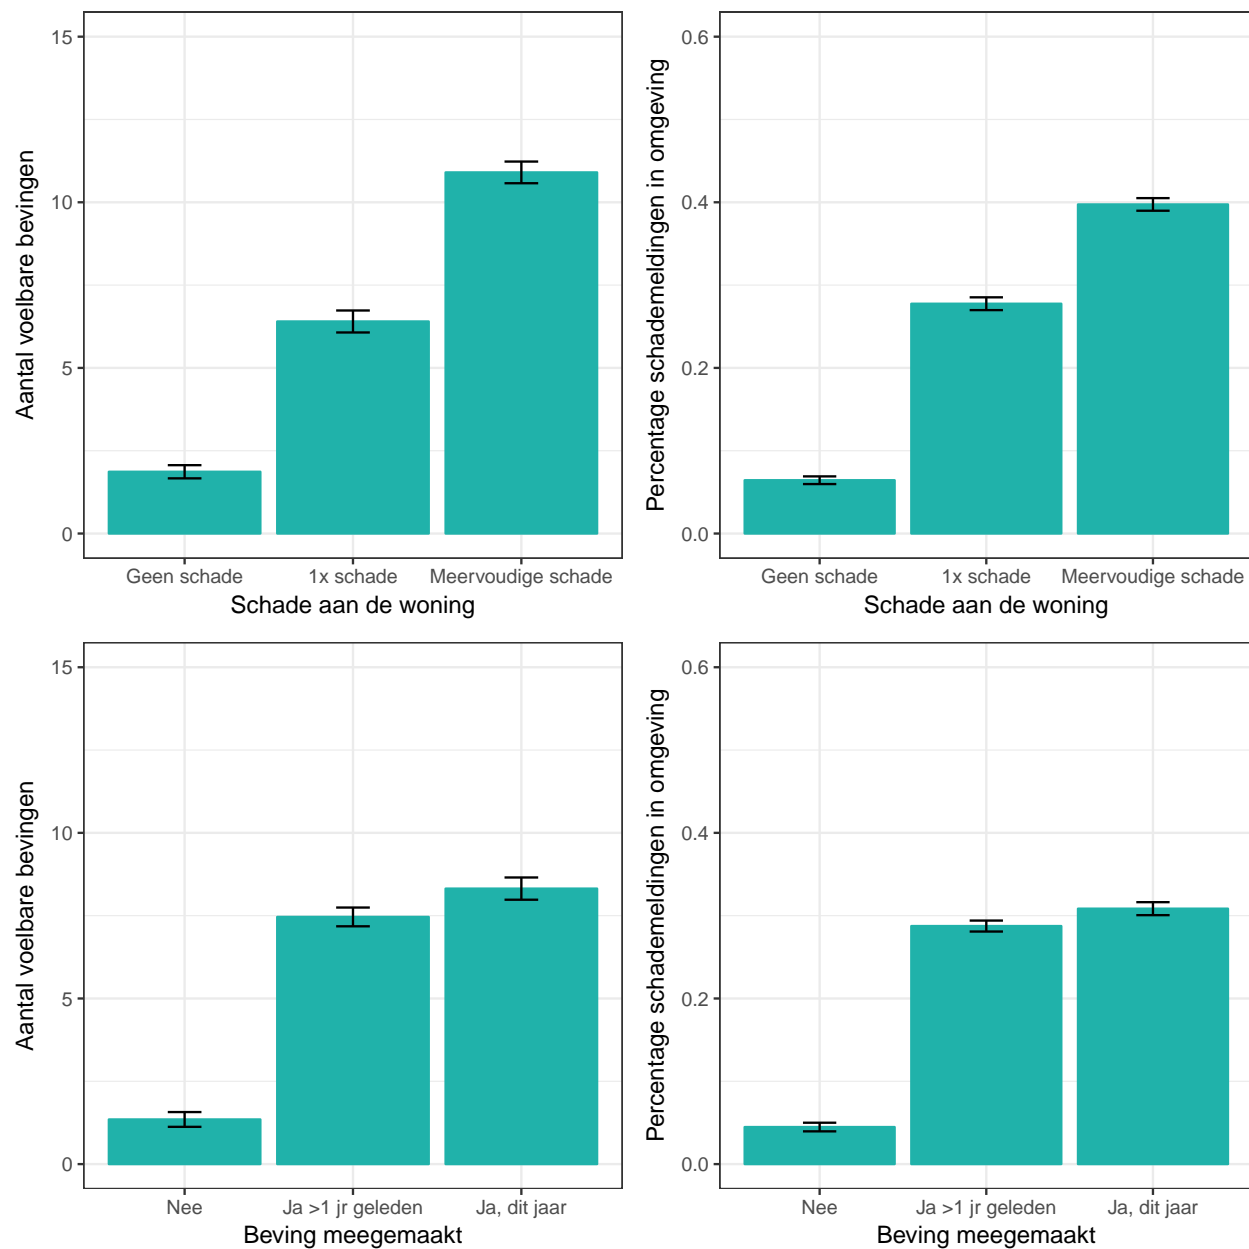 Aantal voelbare bevingen
15
10
5
0
Geen schade
1x schade
Meervoudige schade
Schade aan de woning
Percentage schademeldingen in omgeving
0.6
0.4
0.2
0.0
Geen schade
1x schade
Meervoudige schade
Schade aan de woning
Aantal voelbare bevingen
15
10
5
0
Nee
Ja >1 jr geleden
Ja, dit jaar
Beving meegemaakt
Percentage schademeldingen in omgeving
0.6
0.4
0.2
0.0
Nee
Ja >1 jr geleden
Ja, dit jaar
Beving meegemaakt